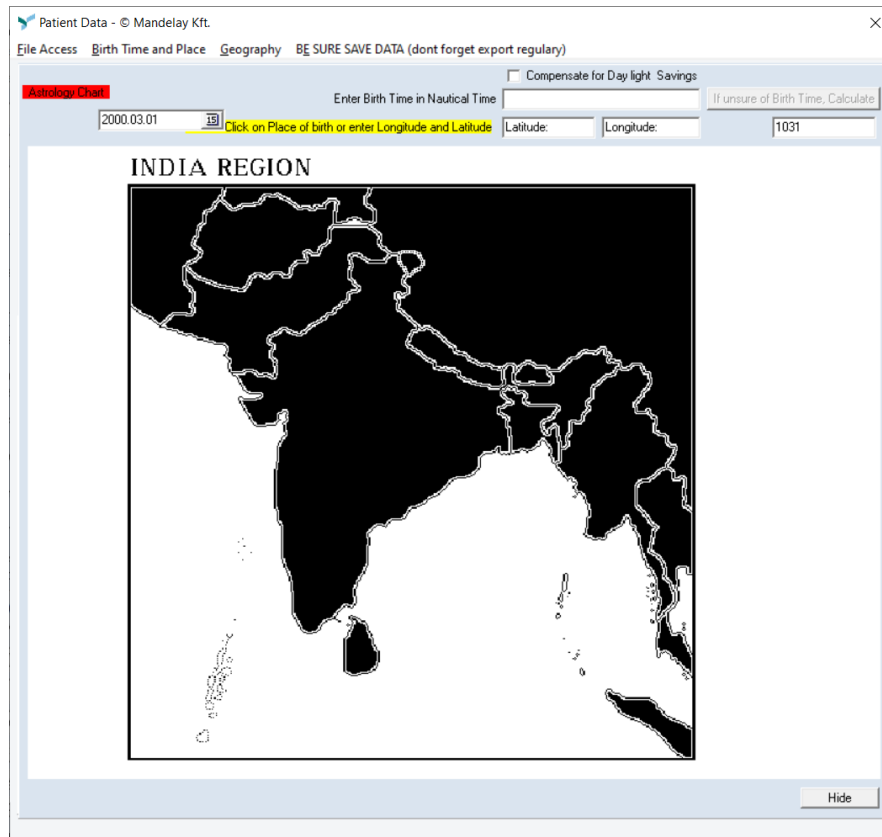 Patient Data - © Mandelay Kft.
File Access Birth Time and Place Geography BE SURE SAVE DATA (dont forget export regulary)
Compensate for Day light Savings
Astrology Chart
Enter Birth Time in Nautical Time
If unsure of Birth Time, Calculate
2000.03.01 15
Click on Place of birth or enter Longitude and Latitude
Latitude:
Longitude:
1031
INDIA REGION
Hide